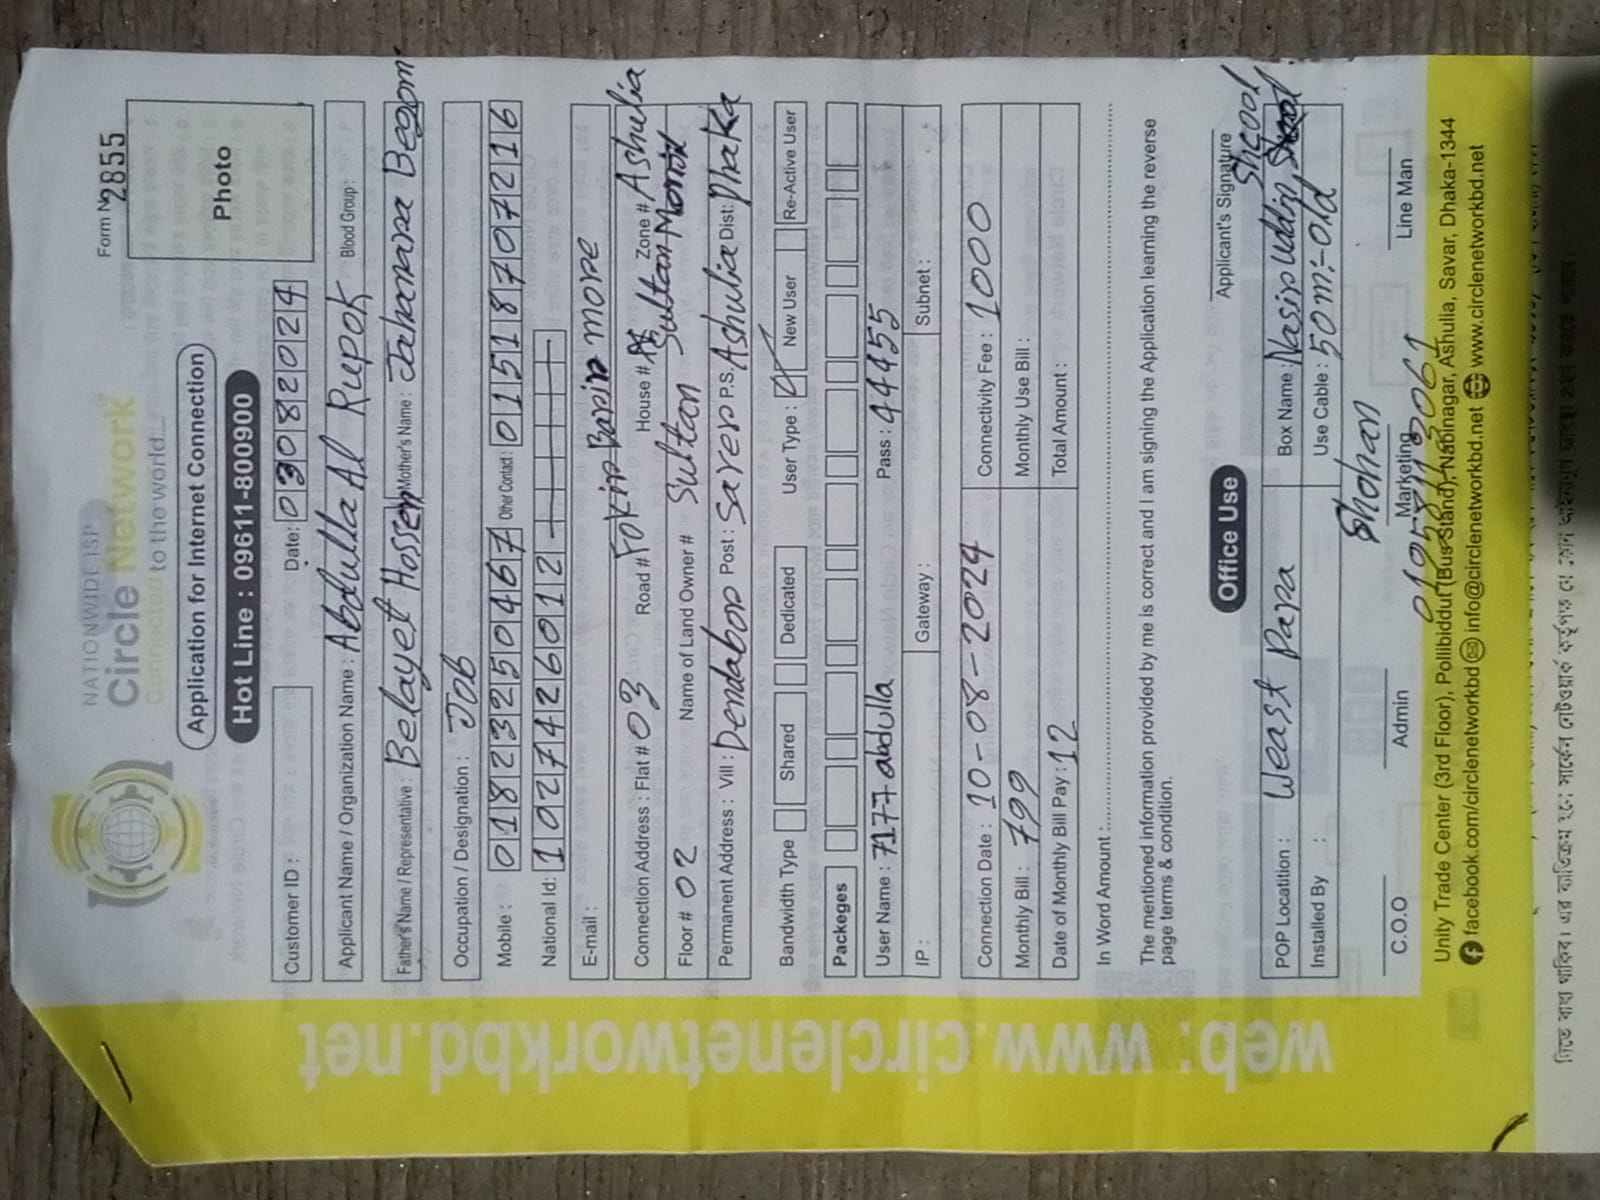 Form No 2855
NATIONWIDE ISP
Circle Network
Connected to the world....
Application for Internet Connection
Hot Line : 09611-800900
Photo
Customer ID : Date: 03082024
Applicant Name / Organization Name : Abdulla Al Rupok Blood Group :
Father's Name / Representative : Belayet Hossen Mother's Name : Jahanara Begom
Occupation / Designation : Job
Mobile : 01823250467 Other Contact : 01518707216
National Id: 1027426012
E-mail :
Connection Address : Flat # 03 Road # Fokir Barir more House # Zone # Ashulia
Floor # 02 Name of Land Owner # Sultan Sultan
Permanent Address : Vill : Dendabor Post : Saver P.S. Ashulia Dist: Dhaka
Bandwidth Type Shared Dedicated User Type : New User Re-Active User
Packeges
User Name : 7177abdulla Pass : 44455
IP : Gateway : Subnet :
Connection Date : 10-08-2024 Connectivity Fee : 1000
Monthly Bill : 799 Monthly Use Bill :
Date of Monthly Bill Pay : 12 Total Amount :
In Word Amount :
The mentioned information provided by me is correct and I am signing the Application learning the reverse
page terms & condition.
Applicant's Signature
Office Use
POP Locatition : Weast Papa Box Name : Nasir uddin Shcool
Installed By : Use Cable : 50m:-old
Shohan
C.O.O Admin Marketing Line Man
Unity Trade Center (3rd Floor), Pollibiddut (Bus Stand), Nabinagar, Ashulia, Savar, Dhaka-1344
facebook.com/circlenetworkbd info@circlenetworkbd.net www.circlenetworkbd.net
web: www.circlenetworkbd.net